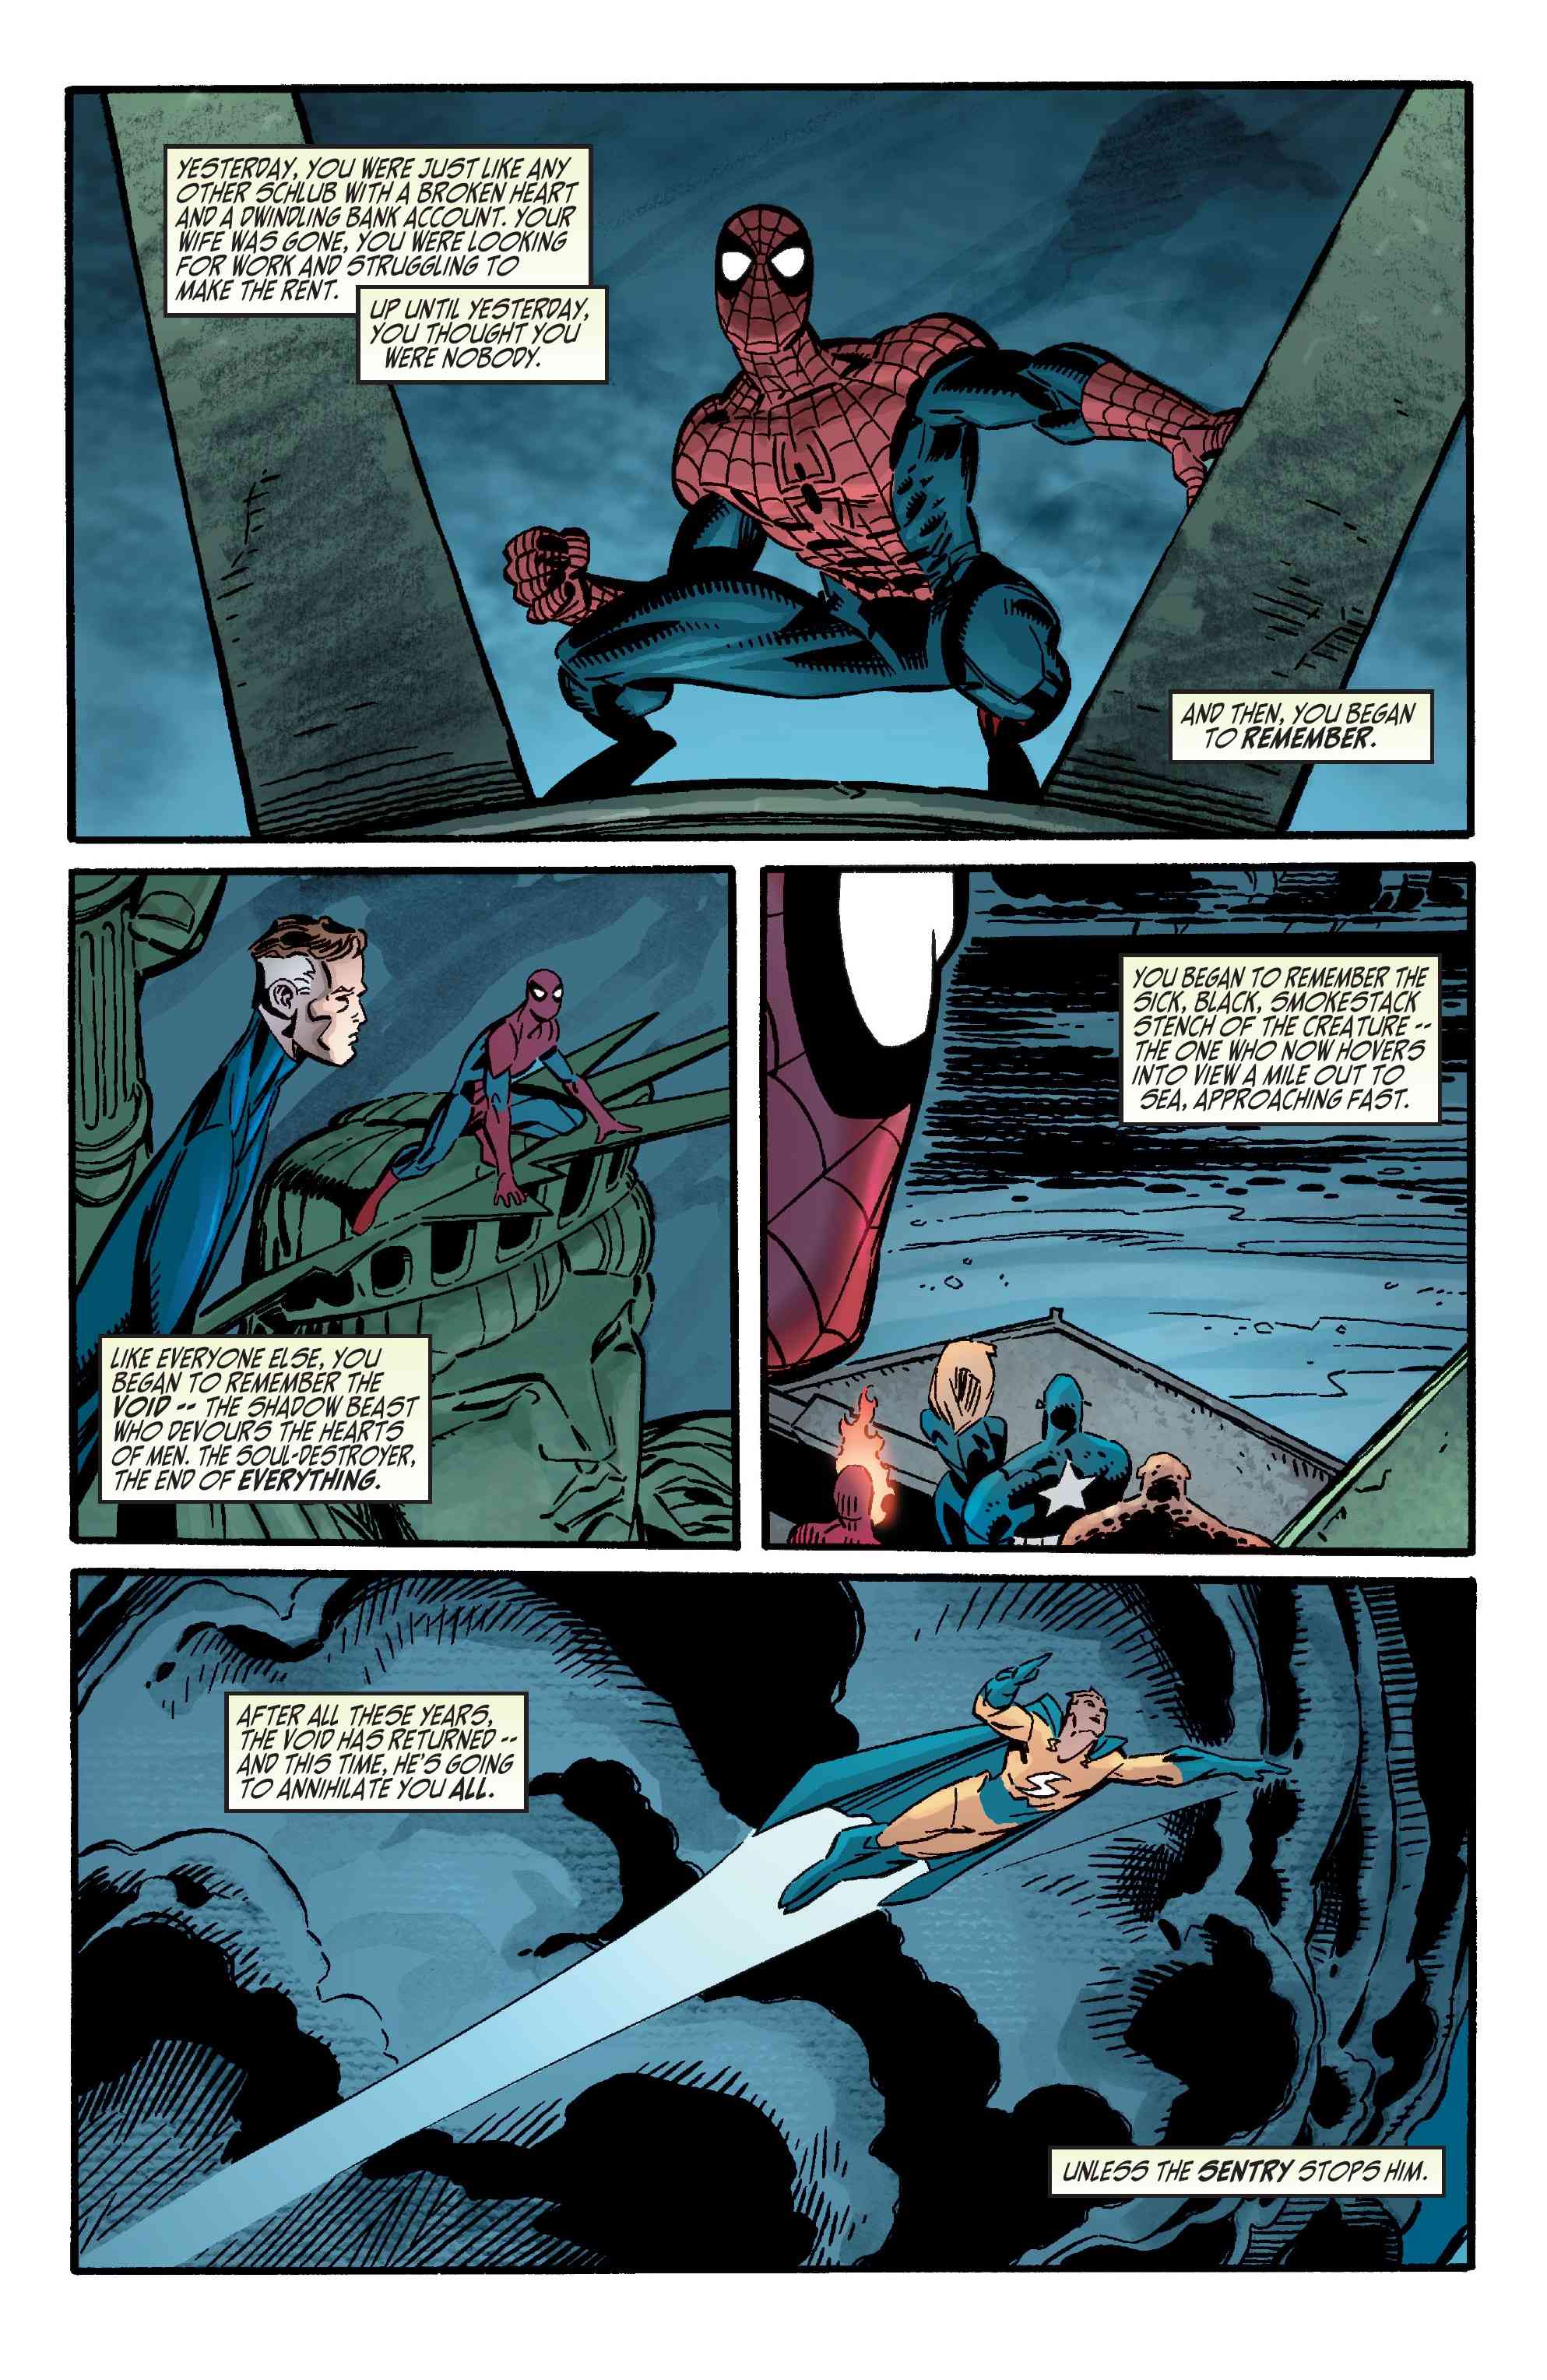 YESTERDAY, YOU WERE JUST LIKE ANY
OTHER SCHLUB WITH A BROKEN HEART
AND A DWINDLING BANK ACCOUNT. YOUR
WIFE WAS GONE, YOU WERE LOOKING
FOR WORK AND STRUGGLING TO
MAKE THE RENT.
UP UNTIL YESTERDAY,
YOU THOUGHT YOU
WERE NOBODY.
AND THEN, YOU BEGAN
TO REMEMBER.
LIKE EVERYONE ELSE, YOU
BEGAN TO REMEMBER THE
VOID -- THE SHADOW BEAST
WHO DEVOURS THE HEARTS
OF MEN. THE SOUL-DESTROYER,
THE END OF EVERYTHING.
YOU BEGAN TO REMEMBER THE
SICK, BLACK, SMOKESTACK
STENCH OF THE CREATURE --
THE ONE WHO NOW HOVERS
INTO VIEW A MILE OUT TO
SEA, APPROACHING FAST.
AFTER ALL THESE YEARS,
THE VOID HAS RETURNED --
AND THIS TIME, HE'S GOING
TO ANNIHILATE YOU ALL.
S
UNLESS THE SENTRY STOPS HIM.